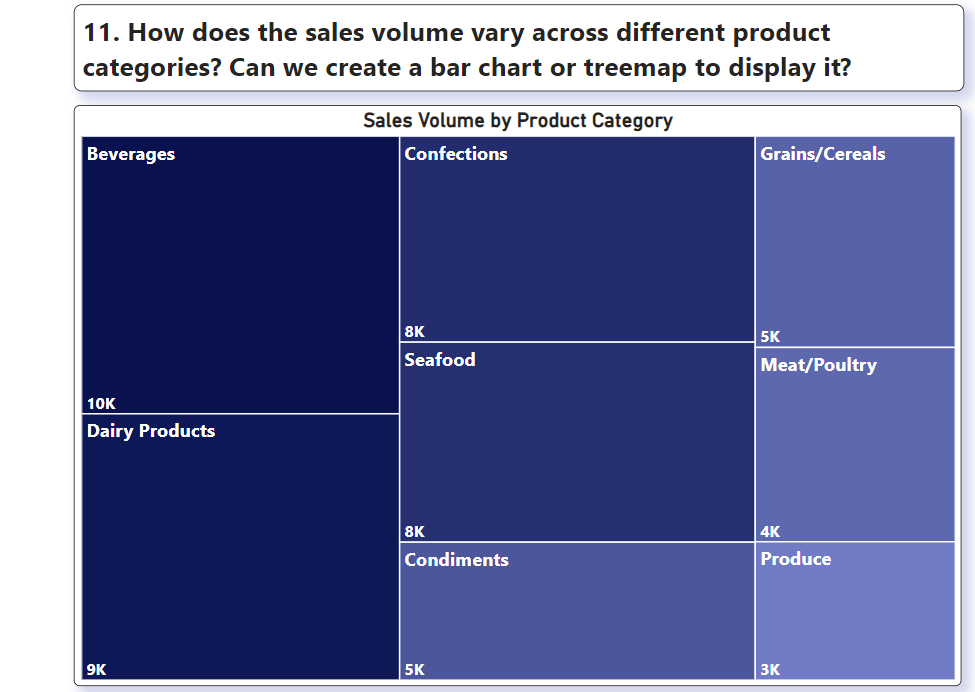 11. How does the sales volume vary across different product
categories? Can we create a bar chart or treemap to display it?
Sales Volume by Product Category
Beverages
10K
Dairy Products
9K
Confections
8K
Seafood
8K
Condiments
5K
Grains/Cereals
5K
Meat/Poultry
4K
Produce
3K